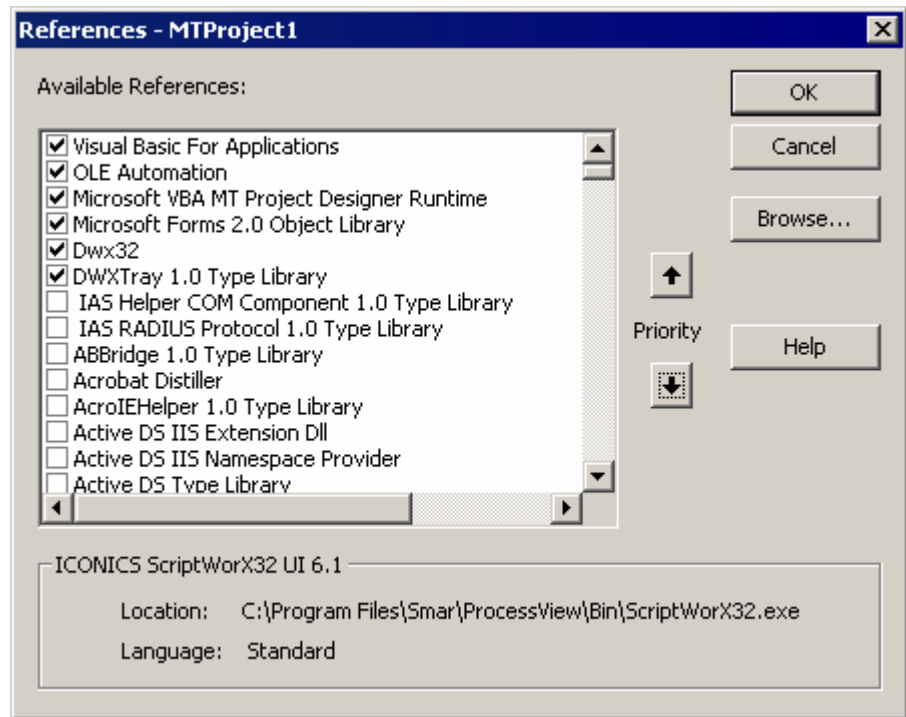 References - MTProject1
Available References:
Visual Basic For Applications
OLE Automation
Microsoft VBA MT Project Designer Runtime
Microsoft Forms 2.0 Object Library
Dwx32
DWXTray 1.0 Type Library
IAS Helper COM Component 1.0 Type Library
IAS RADIUS Protocol 1.0 Type Library
ABBridge 1.0 Type Library
Acrobat Distiller
AcroIEHelper 1.0 Type Library
Active DS IIS Extension Dll
Active DS IIS Namespace Provider
Active DS Type Library
Priority
OK
Cancel
Browse...
Help
ICONICS ScriptWorX32 UI 6.1
Location: C:\Program Files\Smar\ProcessView\Bin\ScriptWorX32.exe
Language: Standard